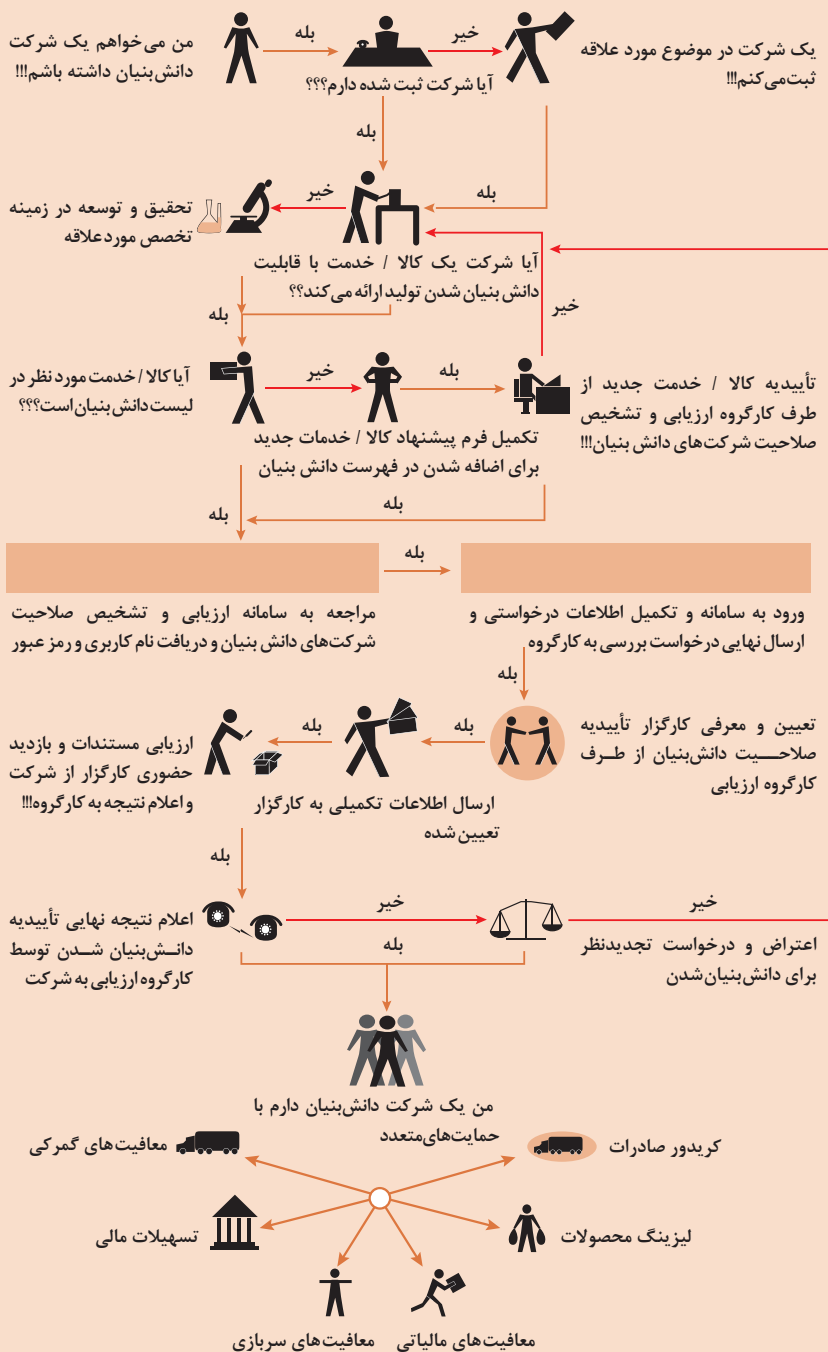 من می‌خواهم یک شرکت
دانش‌بنیان داشته باشم!!!
بله
آیا شرکت ثبت شده دارم؟؟؟
خیر
یک شرکت در موضوع مورد علاقه
ثبت‌می‌کنم!!!
بله
بله
خیر
تحقیق و توسعه در زمینه
تخصص مورد علاقه
آیا شرکت یک کالا / خدمت با قابلیت
دانش بنیان شدن تولید ارائه می‌کند؟؟
خیر
بله
آیا کالا / خدمت مورد نظر در
لیست دانش بنیان است؟؟؟
خیر
تکمیل فرم پیشنهاد کالا / خدمات جدید
برای اضافه شدن در فهرست دانش بنیان
بله
تأییدیه کالا / خدمت جدید از
طرف کارگروه ارزیابی و تشخیص
صلاحیت شرکت‌های دانش بنیان!!!
بله
بله
بله
مراجعه به سامانه ارزیابی و تشخیص صلاحیت
شرکت‌های دانش بنیان و دریافت نام کاربری و رمز عبور
ورود به سامانه و تکمیل اطلاعات درخواستی و
ارسال نهایی درخواست بررسی به کارگروه
بله
تعیین و معرفی کارگزار تأییدیه
صلاحـــیت دانش‌بنیان از طــرف
کارگروه ارزیابی
بله
ارسال اطلاعات تکمیلی به کارگزار
تعیین شده
بله
ارزیابی مستندات و بازدید
حضوری کارگزار از شرکت
و اعلام نتیجه به کارگروه!!!
بله
اعلام نتیجه نهایی تأییدیه
دانــش‌بنیان شــدن توسط
کارگروه ارزیابی به شرکت
خیر
بله
خیر
اعتراض و درخواست تجدیدنظر
برای دانش‌بنیان‌شدن
من یک شرکت دانش‌بنیان دارم با
حمایت‌های‌متعدد
کریدور صادرات
معافیت‌های گمرکی
لیزینگ محصولات
تسهیلات مالی
معافیت‌های مالیاتی
معافیت‌های سربازی